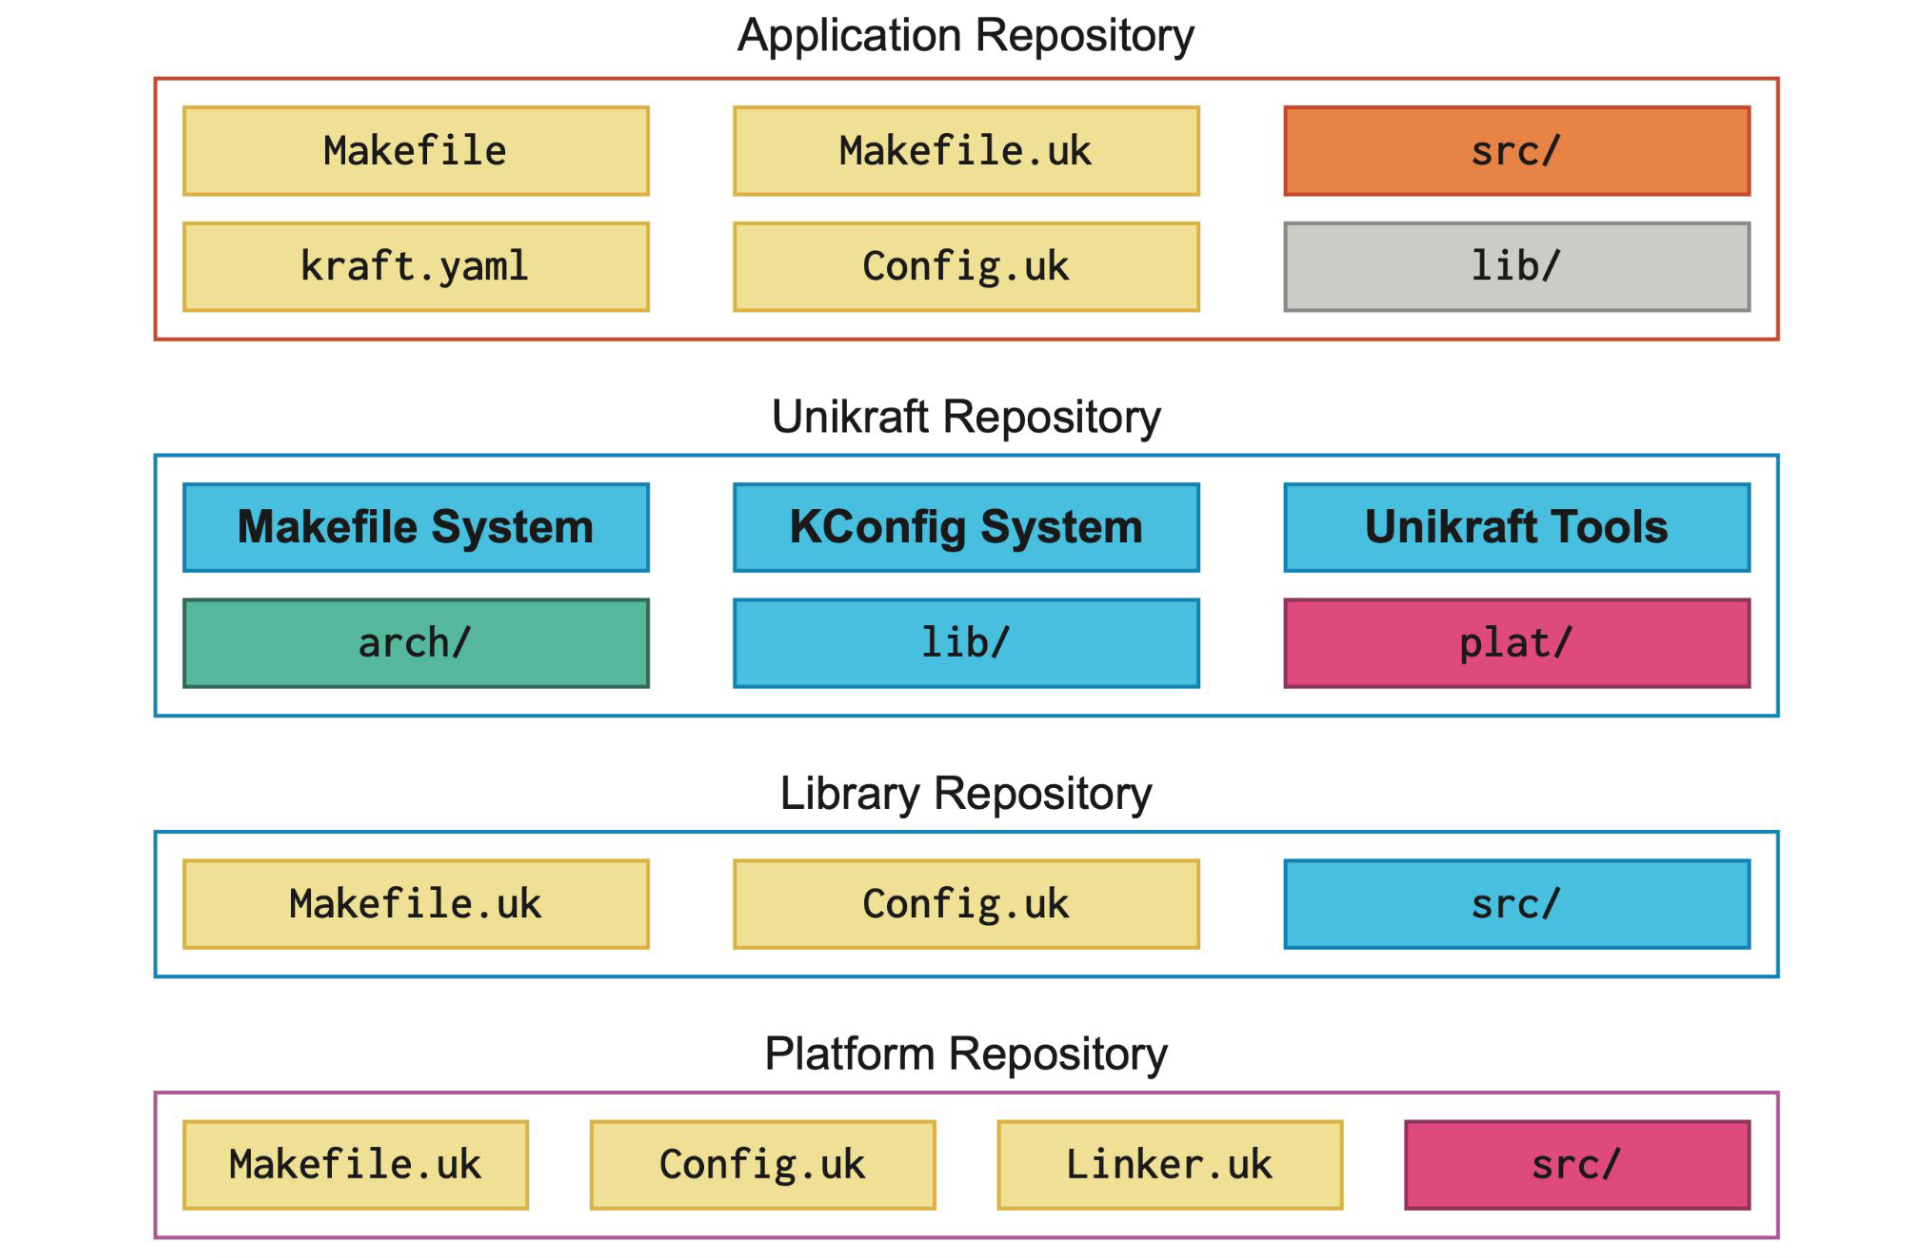 Application Repository
Makefile
Makefile.uk
src/
kraft.yaml
Config.uk
lib/
Unikraft Repository
Makefile System
KConfig System
Unikraft Tools
arch/
lib/
plat/
Library Repository
Makefile.uk
Config.uk
src/
Platform Repository
Makefile.uk
Config.uk
Linker.uk
src/